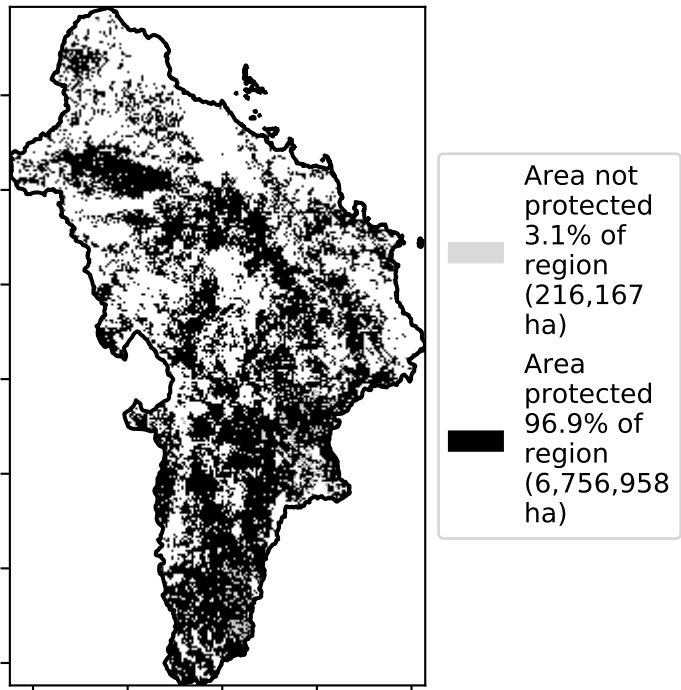 Area not
protected
3.1% of
region
(216,167
ha)
Area
protected
96.9% of
region
(6,756,958
ha)